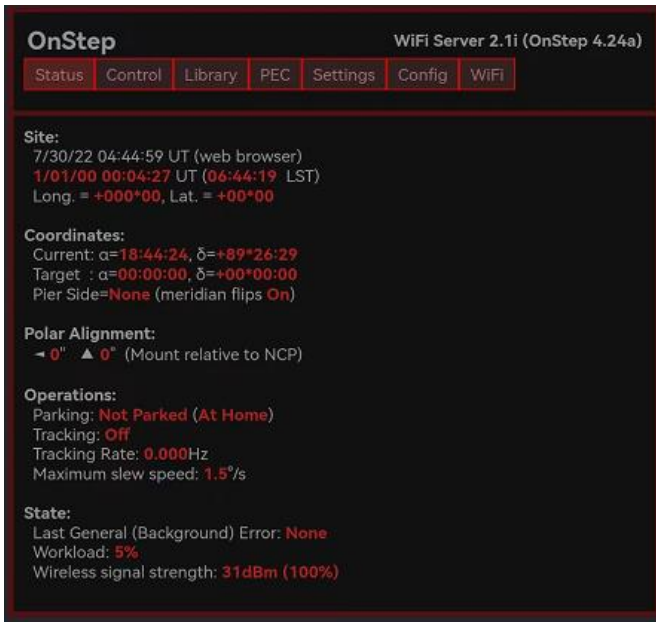 OnStep
WiFi Server 2.1i (OnStep 4.24a)
Status Control Library PEC Settings Config WiFi
Site:
7/30/22 04:44:59 UT (web browser)
1/01/00 00:04:27 UT (06:44:19 LST)
Long. = +000*00, Lat. = +00*00
Coordinates:
Current: α=18:44:24, δ=+89*26:29
Target : α=00:00:00, δ=+00*00:00
Pier Side=None (meridian flips On)
Polar Alignment:
◄ 0" ▲ 0" (Mount relative to NCP)
Operations:
Parking: Not Parked (At Home)
Tracking: Off
Tracking Rate: 0.000Hz
Maximum slew speed: 1.5°/s
State:
Last General (Background) Error: None
Workload: 5%
Wireless signal strength: 31dBm (100%)